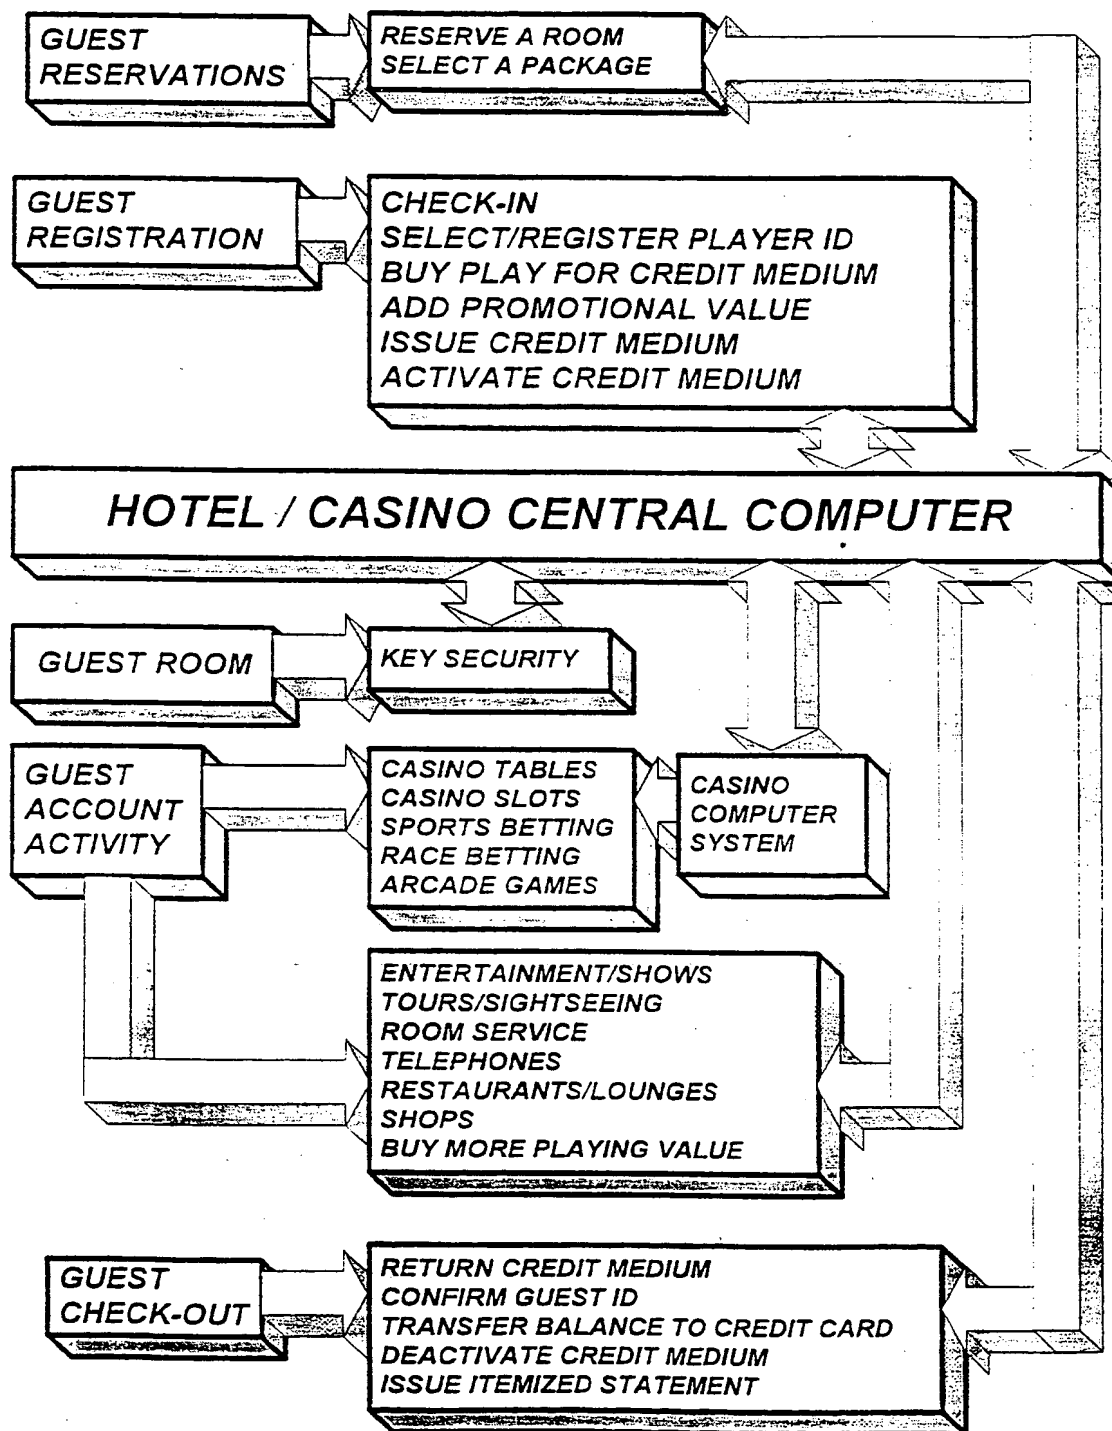 GUEST
RESERVATIONS
RESERVE A ROOM
SELECT A PACKAGE
GUEST
REGISTRATION
CHECK-IN
SELECT/REGISTER PLAYER ID
BUY PLAY FOR CREDIT MEDIUM
ADD PROMOTIONAL VALUE
ISSUE CREDIT MEDIUM
ACTIVATE CREDIT MEDIUM
HOTEL / CASINO CENTRAL COMPUTER
GUEST ROOM
KEY SECURITY
GUEST
ACCOUNT
ACTIVITY
CASINO TABLES
CASINO SLOTS
SPORTS BETTING
RACE BETTING
ARCADE GAMES
CASINO
COMPUTER
SYSTEM
ENTERTAINMENT/SHOWS
TOURS/SIGHTSEEING
ROOM SERVICE
TELEPHONES
RESTAURANTS/LOUNGES
SHOPS
BUY MORE PLAYING VALUE
GUEST
CHECK-OUT
RETURN CREDIT MEDIUM
CONFIRM GUEST ID
TRANSFER BALANCE TO CREDIT CARD
DEACTIVATE CREDIT MEDIUM
ISSUE ITEMIZED STATEMENT